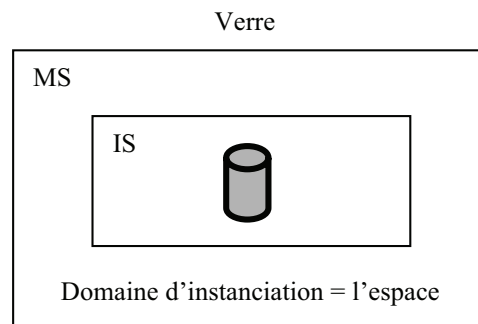 Verre
MS
IS
Domaine d’instanciation = l’espace